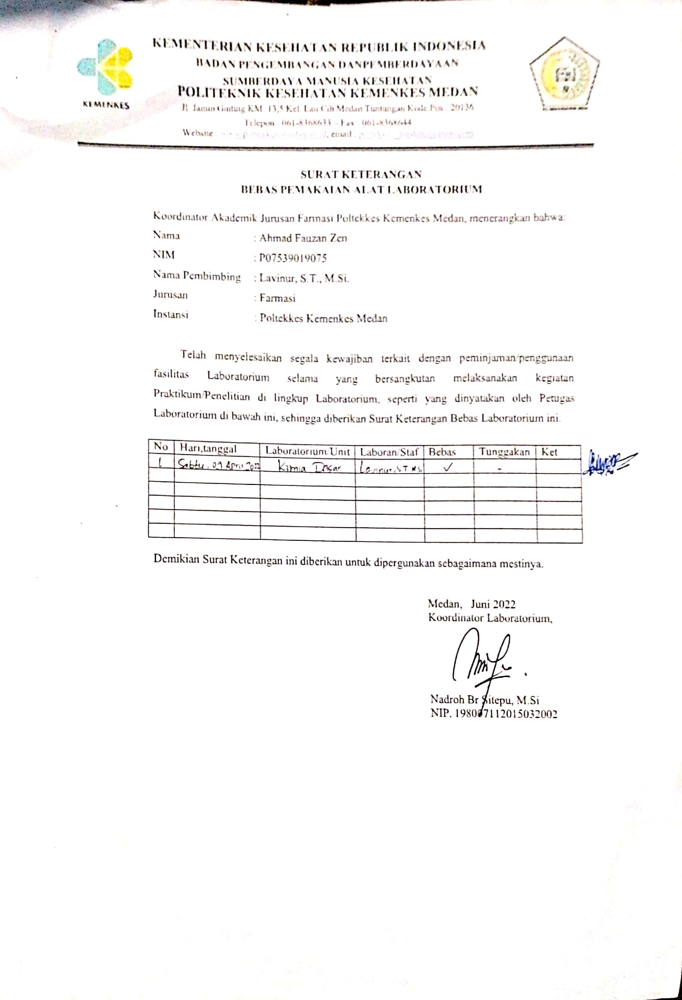 KEMENKES
KEMENTERIAN KESEHATAN REPUBLIK INDONESIA
BADAN PENGEMBANGAN DANPEMBERDAYAAN
SUMBERDAYA MANUSIA KESEHATAN
POLITEKNIK KESEHATAN KEMENKES MEDAN
Jl. Jamin Ginting KM. 13,5 Kel. Lau Cih Medan Tuntungan Kode Pos : 20136
Telepon : 061-8368633 - Fax : 061-8368644
Website : email :
SURAT KETERANGAN
BEBAS PEMAKAIAN ALAT LABORATORIUM
Koordinator Akademik Jurusan Farmasi Poltekkes Kemenkes Medan, menerangkan bahwa:
Nama : Ahmad Fauzan Zen
NIM : P07539019075
Nama Pembimbing : Lavinur, S.T., M.Si.
Jurusan : Farmasi
Instansi : Poltekkes Kemenkes Medan
Telah menyelesaikan segala kewajiban terkait dengan peminjaman/penggunaan
fasilitas Laboratorium selama yang bersangkutan melaksanakan kegiatan
Praktikum/Penelitian di lingkup Laboratorium, seperti yang dinyatakan oleh Petugas
Laboratorium di bawah ini, sehingga diberikan Surat Keterangan Bebas Laboratorium ini.
No Hari,tanggal Laboratorium/Unit Laboran/Staf Bebas Tunggakan Ket
1 Sabtu, 09 April 2022 Kimia Dasar Lavinur, S.T. M.Si ✓ -
Demikian Surat Keterangan ini diberikan untuk dipergunakan sebagaimana mestinya.
Medan, Juni 2022
Koordinator Laboratorium,
Nadroh Br Sitepu, M.Si
NIP. 198007112015032002